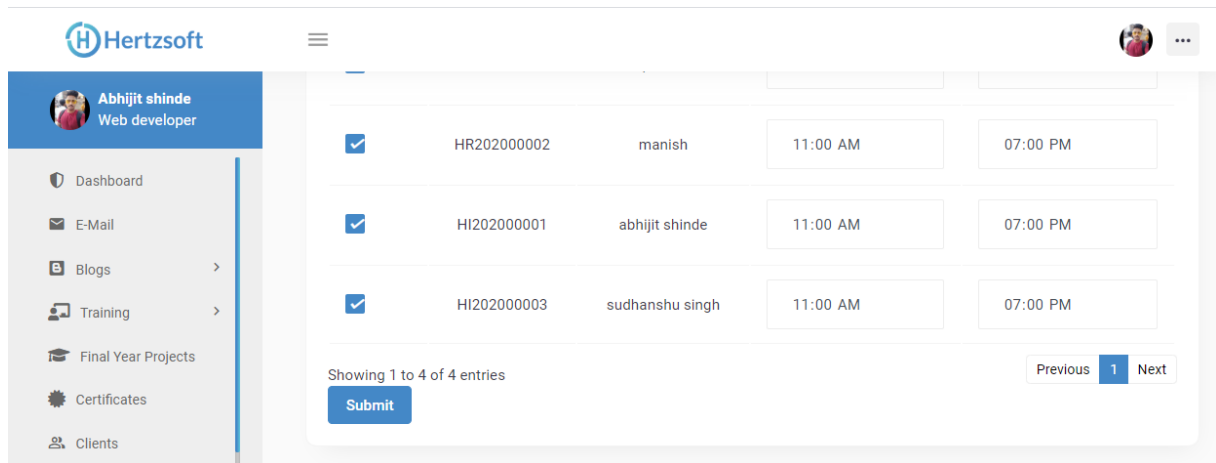 Hertzsoft
Abhijit shinde
Web developer
Dashboard
E-Mail
Blogs
Training
Final Year Projects
Certificates
Clients
HR202000002 manish 11:00 AM 07:00 PM
HI202000001 abhijit shinde 11:00 AM 07:00 PM
HI202000003 sudhanshu singh 11:00 AM 07:00 PM
Showing 1 to 4 of 4 entries
Previous 1 Next
Submit